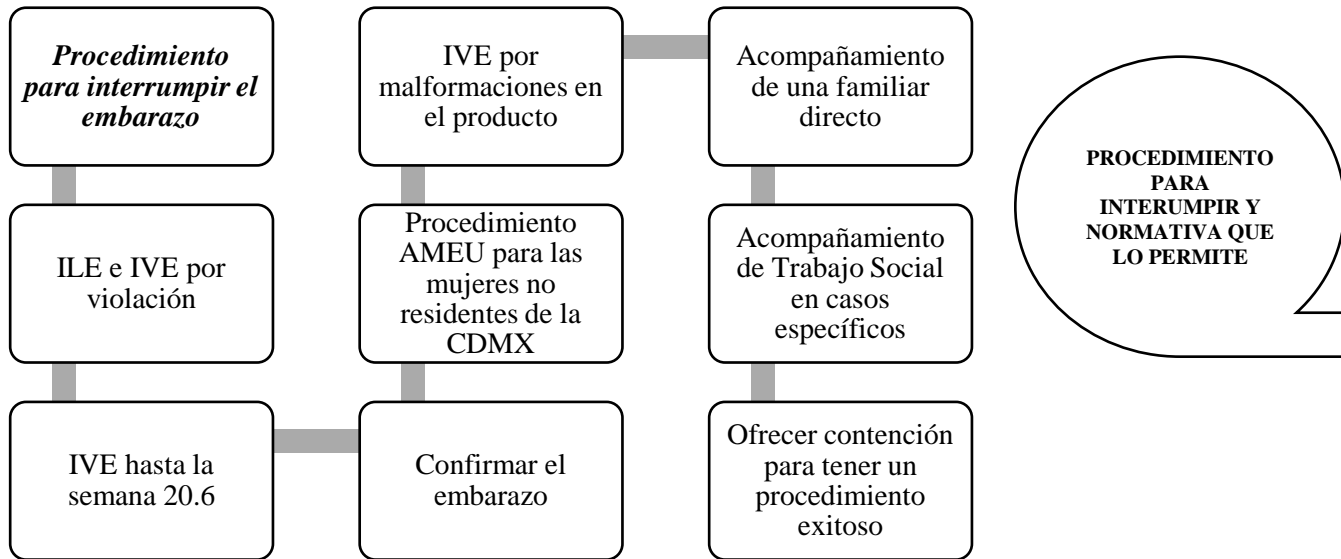 Procedimiento
para interrumpir el
embarazo
ILE e IVE por
violación
IVE hasta la
semana 20.6
Confirmar el
embarazo
Procedimiento
AMEU para las
mujeres no
residentes de la
CDMX
IVE por
malformaciones en
el producto
Acompañamiento
de una familiar
directo
Acompañamiento
de Trabajo Social
en casos
específicos
Ofrecer contención
para tener un
procedimiento
exitoso
PROCEDIMIENTO
PARA
INTERUMPIR Y
NORMATIVA QUE
LO PERMITE